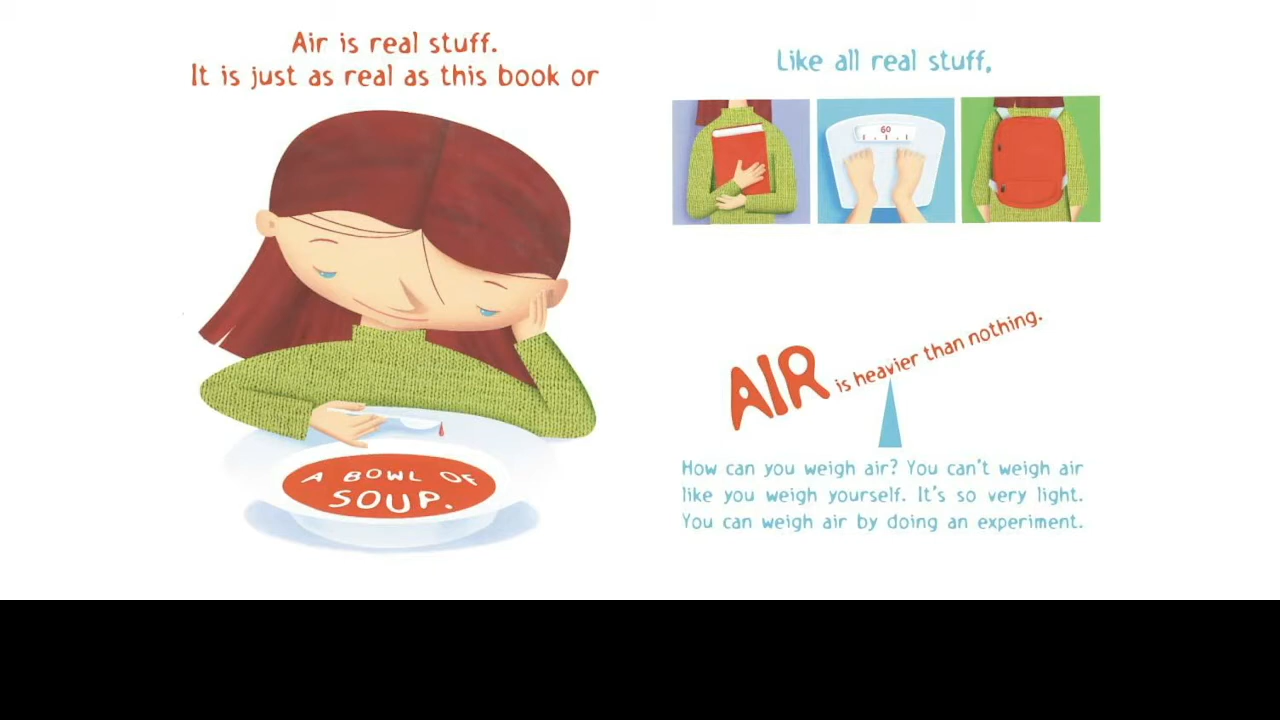 Air is real stuff.
It is just as real as this book or
A BOWL OF
SOUP.
Like all real stuff,
60
AIR is heavier than nothing.
How can you weigh air? You can't weigh air
like you weigh yourself. It's so very light.
You can weigh air by doing an experiment.